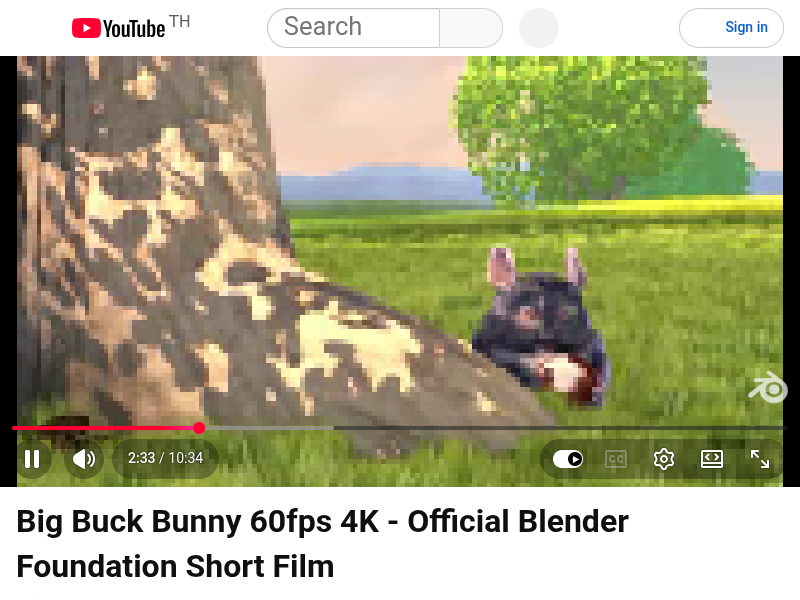 YouTube TH
Search
Sign in
2:33 / 10:34
CC
Big Buck Bunny 60fps 4K - Official Blender
Foundation Short Film